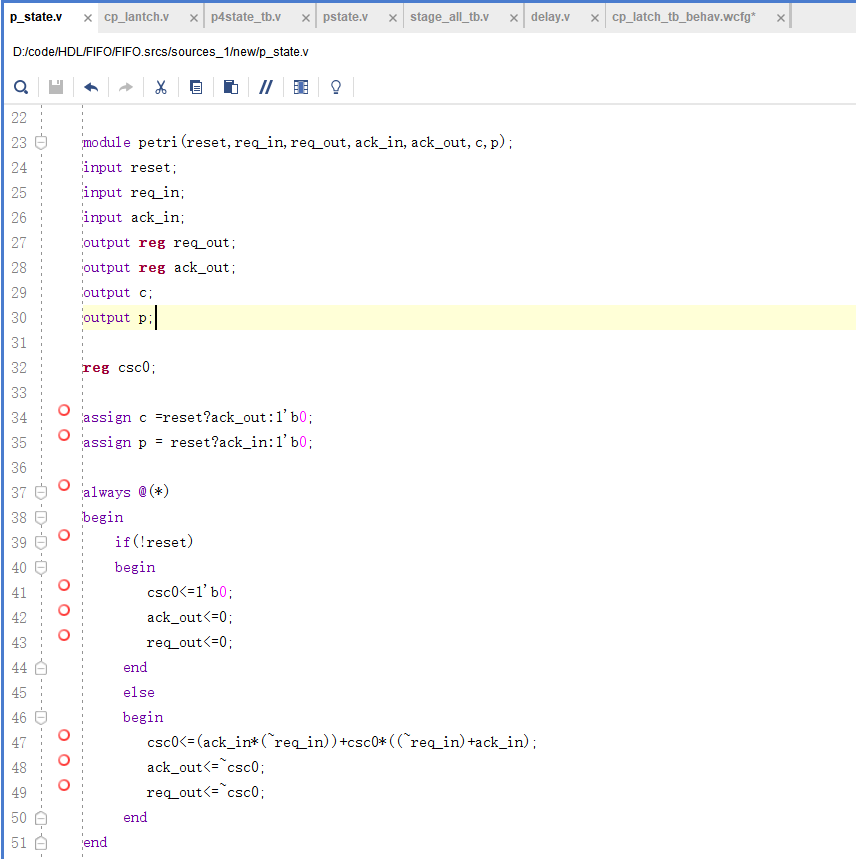 p_state.v × cp_lantch.v × p4state_tb.v × pstate.v × stage_all_tb.v × delay.v × cp_latch_tb_behav.wcfg* ×
D:/code/HDL/FIFO/FIFO.srcs/sources_1/new/p_state.v
22
23 module petri(reset,req_in,req_out,ack_in,ack_out,c,p);
24 input reset;
25 input req_in;
26 input ack_in;
27 output reg req_out;
28 output reg ack_out;
29 output c;
30 output p;
31
32 reg csc0;
33
34 assign c =reset?ack_out:1'b0;
35 assign p = reset?ack_in:1'b0;
36
37 always @(*)
38 begin
39 if(!reset)
40 begin
41 csc0<=1'b0;
42 ack_out<=0;
43 req_out<=0;
44 end
45 else
46 begin
47 csc0<=(ack_in*(~req_in))+csc0*((~req_in)+ack_in);
48 ack_out<=~csc0;
49 req_out<=~csc0;
50 end
51 end